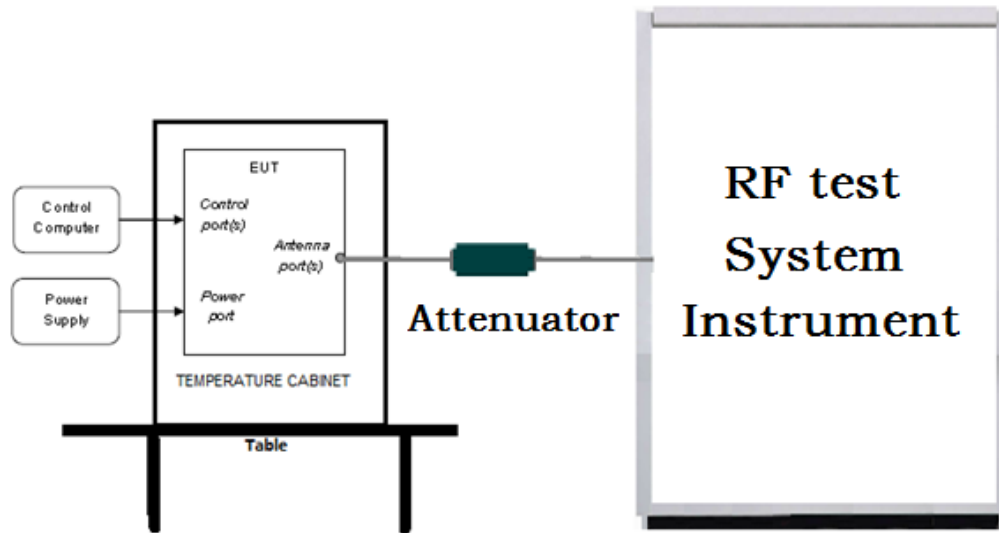 Control
Computer
Power
Supply
EUT
Control
port(s)
Antenna
port(s)
Power
port
TEMPERATURE CABINET
Table
Attenuator
RF test
System
Instrument